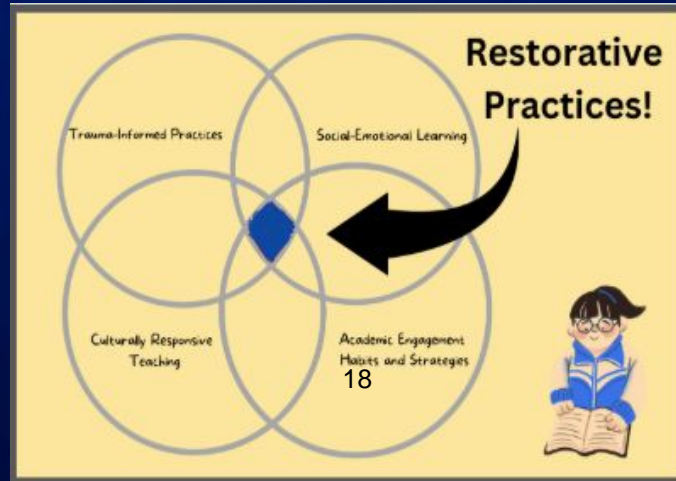 Restorative
Practices!
Trauma-Informed Practices
Social-Emotional Learning
Culturally Responsive
Teaching
Academic Engagement
Habits and Strategies
18